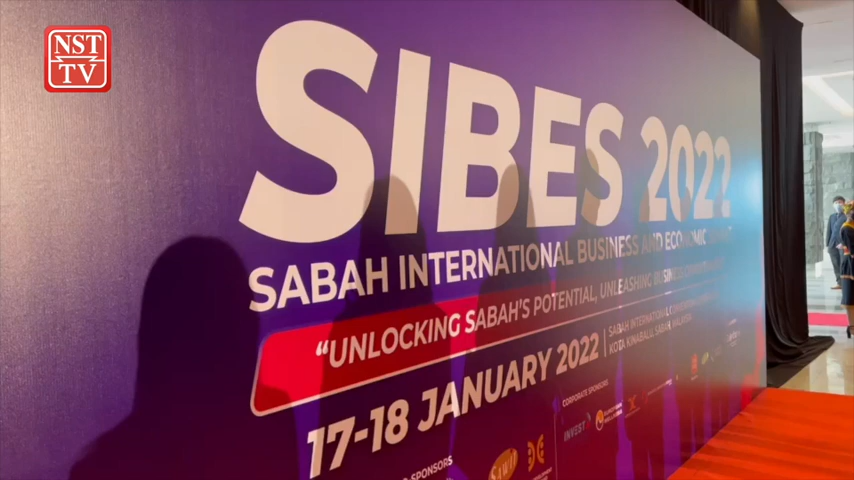 NST
TV
SIBES 2022
SABAH INTERNATIONAL BUSINESS AND ECONOMIC
"UNLOCKING SABAH'S POTENTIAL, UNLEASHING
17-18 JANUARY 2022
SABAH INTERNATIONAL
KOTA KINABALU, SABAH, MALAYSIA
SPONSORS
CORPORATE SPONSORS
SAWIT
INVEST